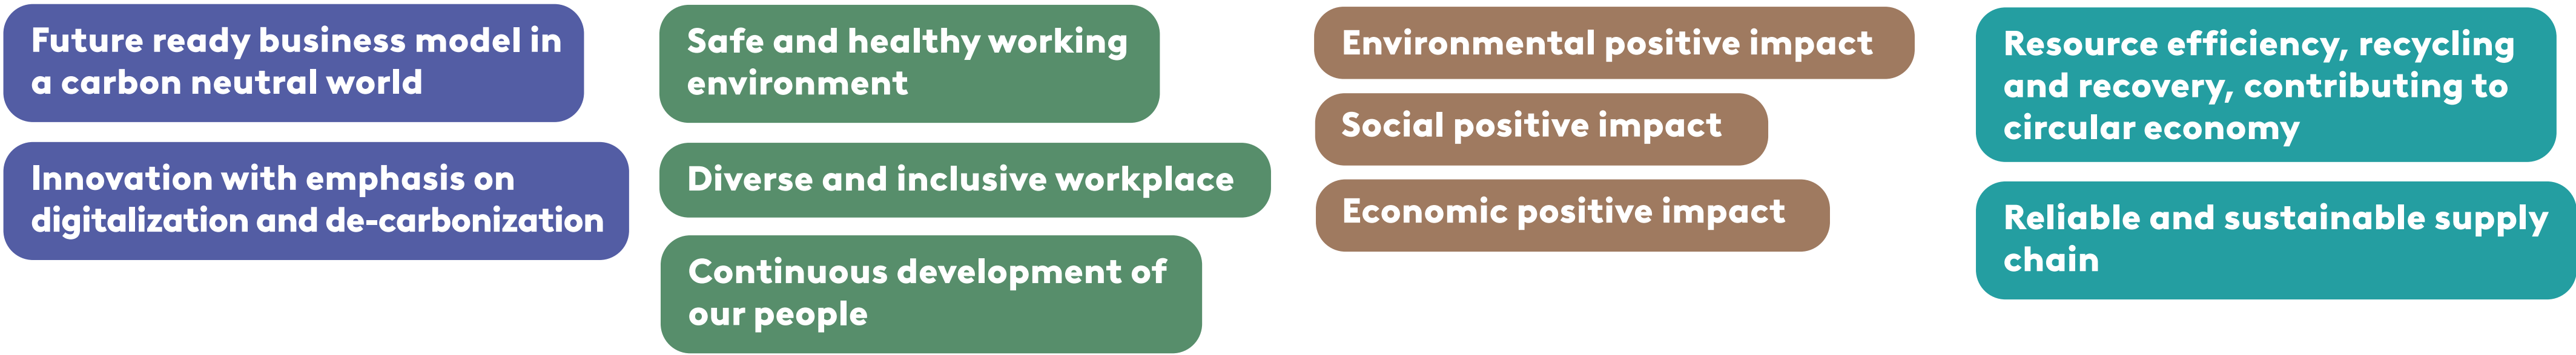 Future ready business model in
a carbon neutral world
Innovation with emphasis on
digitalization and de-carbonization
Safe and healthy working
environment
Diverse and inclusive workplace
Continuous development of
our people
Environmental positive impact
Social positive impact
Economic positive impact
Resource efficiency, recycling
and recovery, contributing to
circular economy
Reliable and sustainable supply
chain